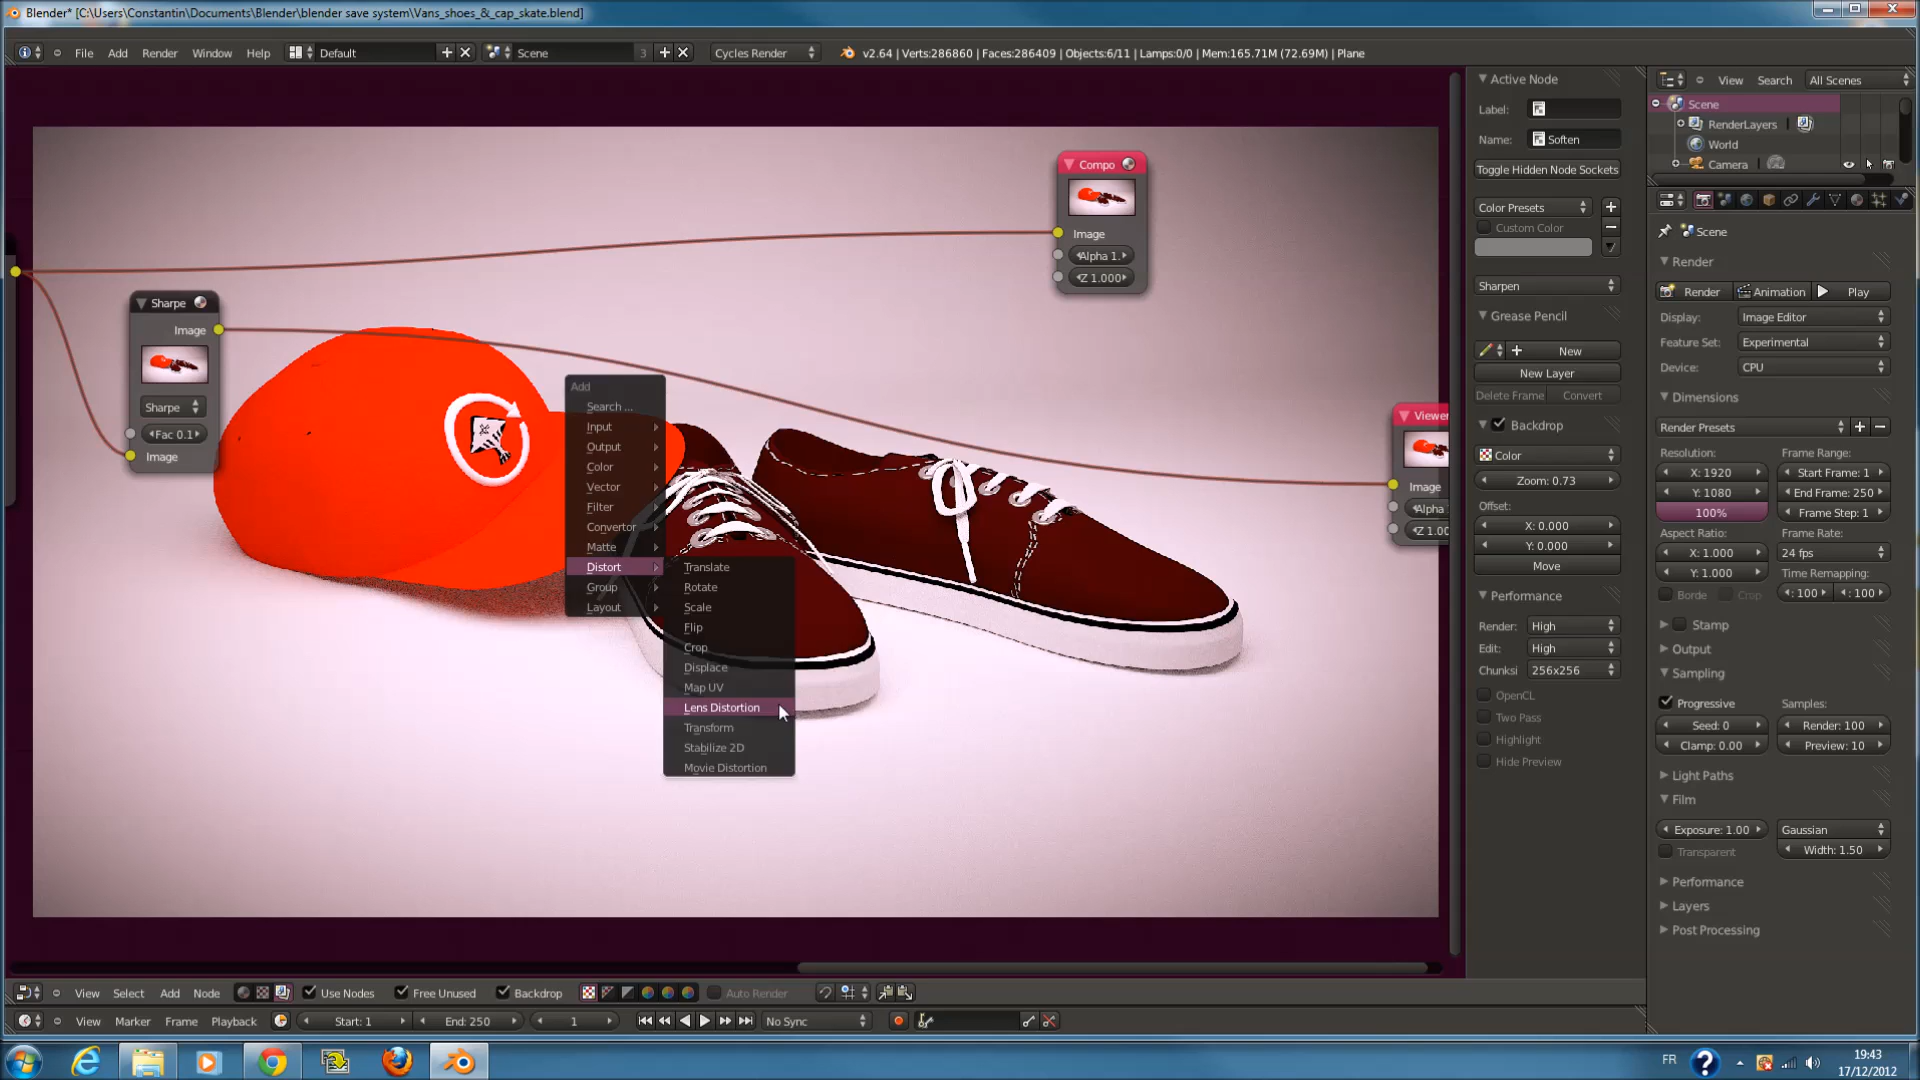 Blender* [C:\Users\Constantin\Documents\Blender\blender save system\Vans_shoes_&_cap_skate.blend]
File Add Render Window Help Default Scene 3 Cycles Render v2.64 | Verts:286860 | Faces:286409 | Objects:6/11 | Lamps:0/0 | Mem:165.71M (72.69M) | Plane
Compo
Image
Alpha 1.
Z 1.000
Sharpe
Image
Sharpe
Fac 0.1
Image
Add
Search ...
Input
Output
Color
Vector
Filter
Convertor
Matte
Distort
Group
Layout
Translate
Rotate
Scale
Flip
Crop
Displace
Map UV
Lens Distortion
Transform
Stabilize 2D
Movie Distortion
Viewer
Image
Alpha
Z 1.00
Active Node
Label:
Name: Soften
Toggle Hidden Node Sockets
Color Presets
Custom Color
Sharpen
Grease Pencil
New
New Layer
Delete Frame Convert
Backdrop
Color
Zoom: 0.73
Offset:
X: 0.000
Y: 0.000
Move
Performance
Render: High
Edit: High
Chunksi 256x256
OpenCL
Two Pass
Highlight
Hide Preview
View Search All Scenes
Scene
RenderLayers
World
Camera
Scene
Render
Render Animation Play
Display: Image Editor
Feature Set: Experimental
Device: CPU
Dimensions
Render Presets
Resolution: Frame Range:
X: 1920 Start Frame: 1
Y: 1080 End Frame: 250
100% Frame Step: 1
Aspect Ratio: Frame Rate:
X: 1.000 24 fps
Y: 1.000 Time Remapping:
Borde Crop : 100 : 100
Stamp
Output
Sampling
Progressive Samples:
Seed: 0 Render: 100
Clamp: 0.00 Preview: 10
Light Paths
Film
Exposure: 1.00 Gaussian
Transparent Width: 1.50
Performance
Layers
Post Processing
View Select Add Node Use Nodes Free Unused Backdrop Auto Render
View Marker Frame Playback Start: 1 End: 250 1 No Sync
FR
19:43
17/12/2012